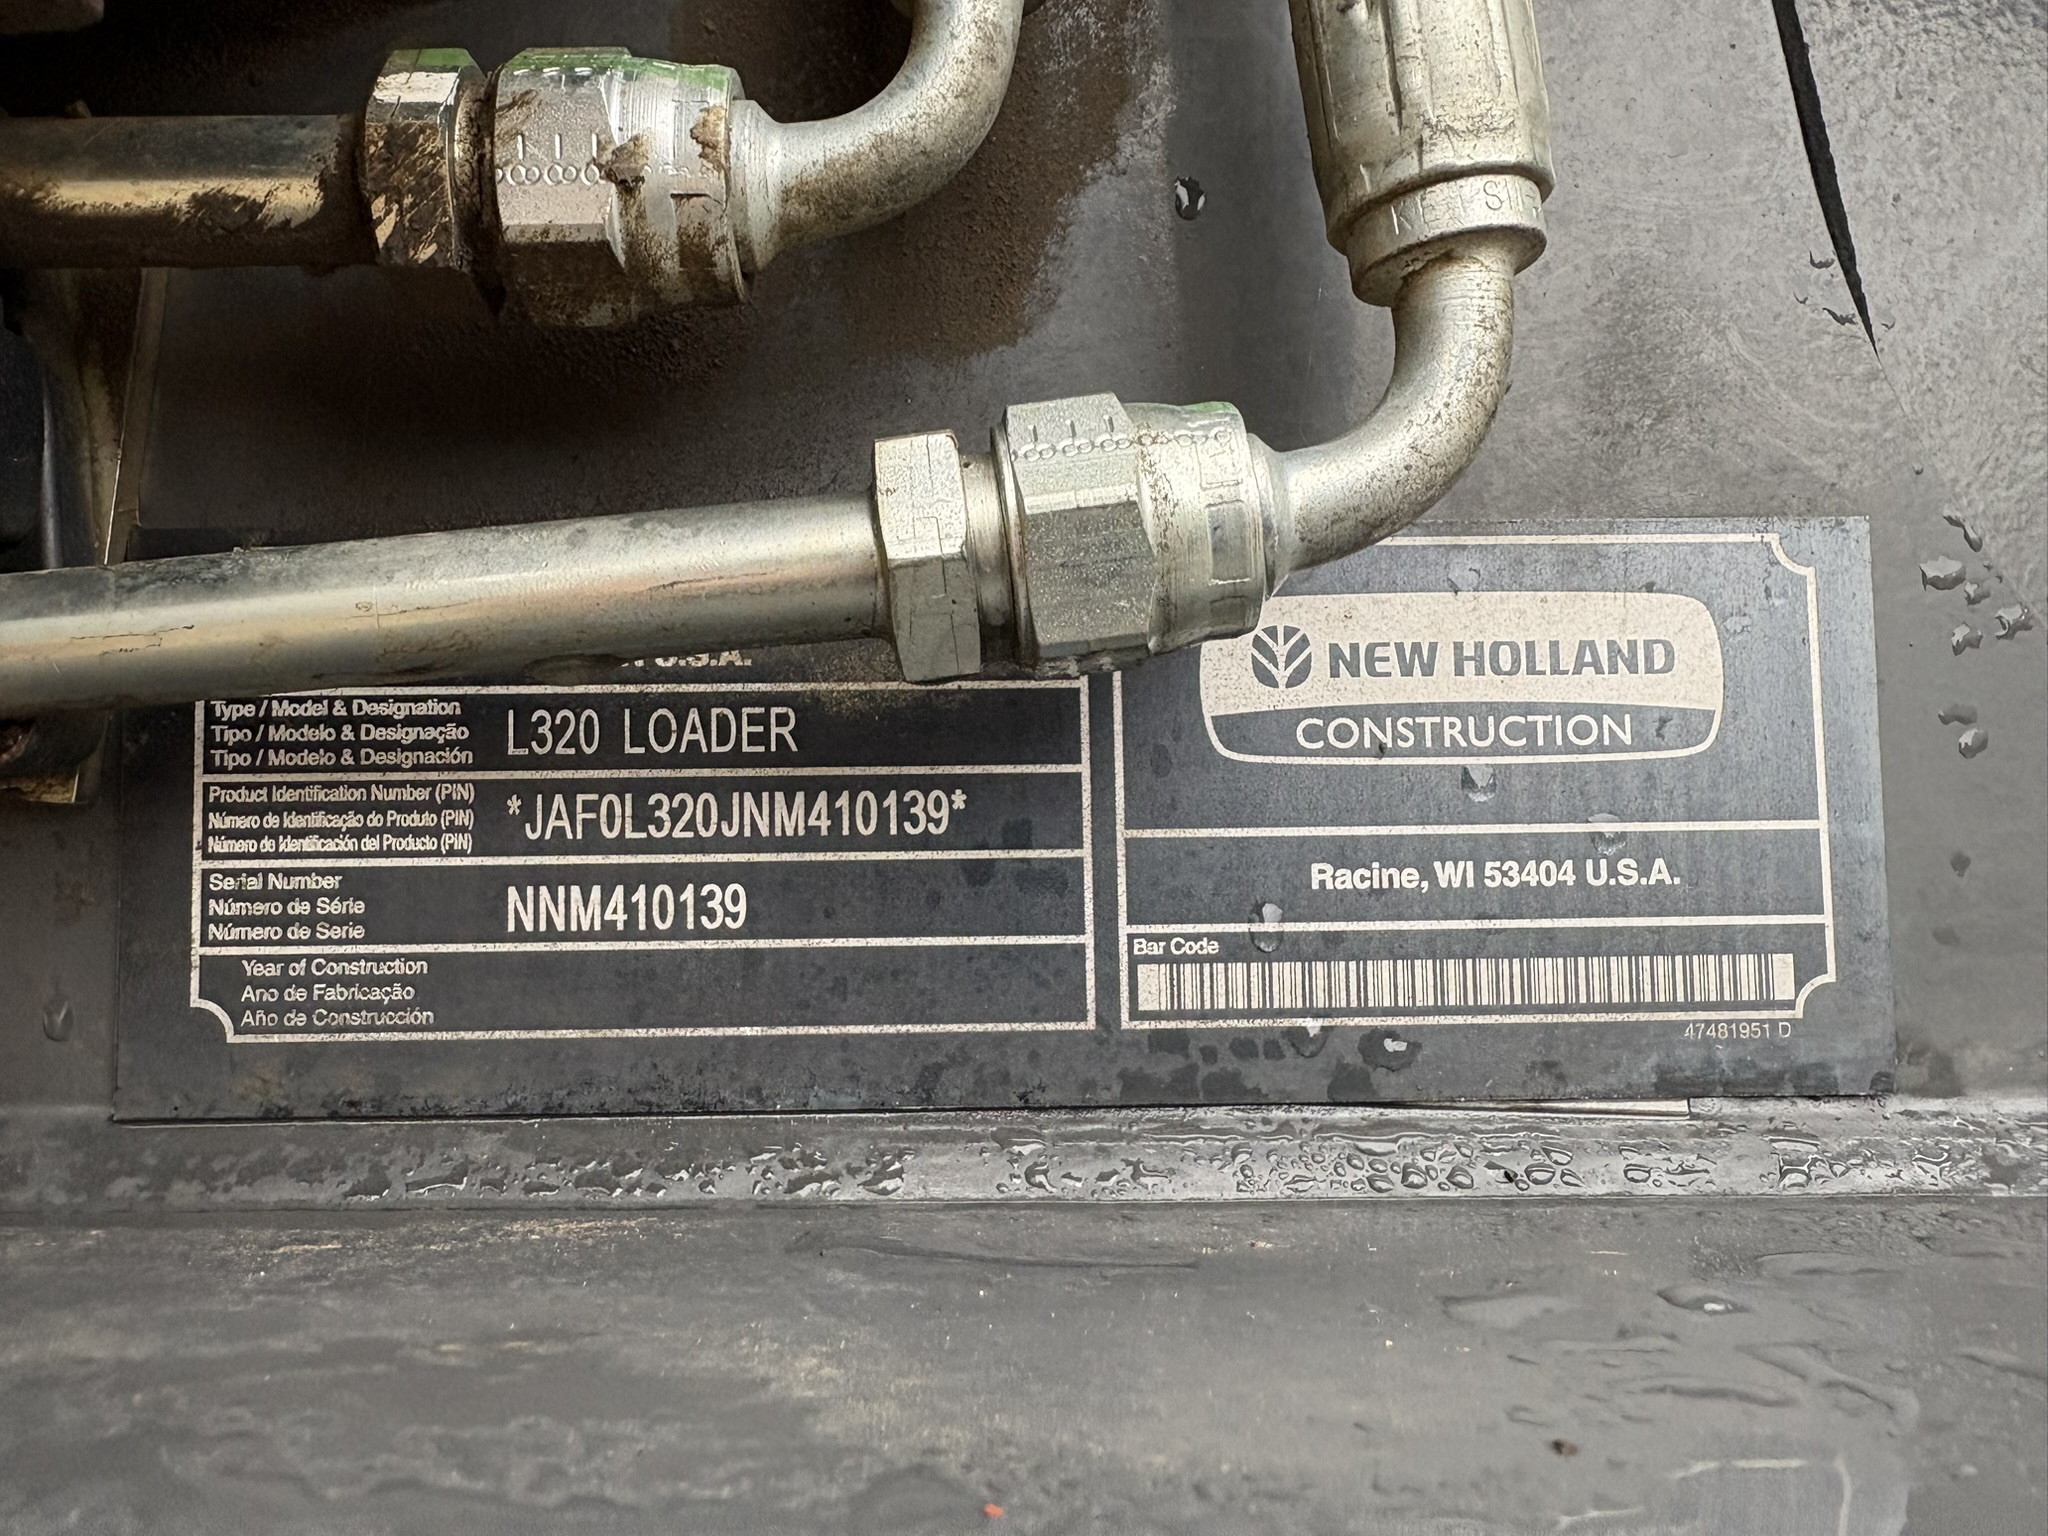 U.S.A.
Type / Model & Designation
Tipo / Modelo & Designação
Tipo / Modelo & Designación
L320 LOADER
Product Identification Number (PIN)
Número de Identificação do Produto (PIN)
Número de Identificación del Producto (PIN)
*JAF0L320JNM410139*
Serial Number
Número de Série
Número de Serie
NNM410139
Year of Construction
Ano de Fabricação
Año de Construcción
NEW HOLLAND
CONSTRUCTION
Racine, WI 53404 U.S.A.
Bar Code
47481951 D